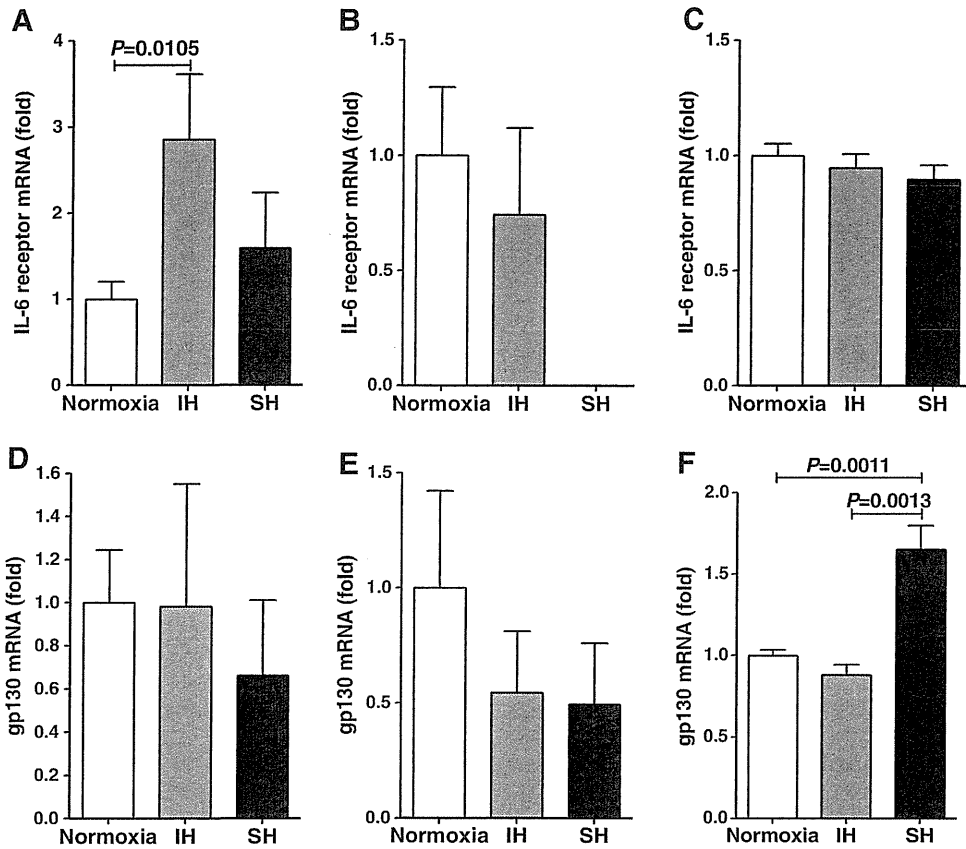 A
P=0.0105
IL-6 receptor mRNA (fold)
4
3
2
1
0
Normoxia IH SH
B
IL-6 receptor mRNA (fold)
1.5
1.0
0.5
0.0
Normoxia IH SH
C
IL-6 receptor mRNA (fold)
1.5
1.0
0.5
0.0
Normoxia IH SH
D
gp130 mRNA (fold)
1.6
1.4
1.2
1.0
0.8
0.6
0.4
0.2
0.0
Normoxia IH SH
E
gp130 mRNA (fold)
1.5
1.0
0.5
0.0
Normoxia IH SH
F
P=0.0011
P=0.0013
gp130 mRNA (fold)
2.0
1.5
1.0
0.5
0.0
Normoxia IH SH